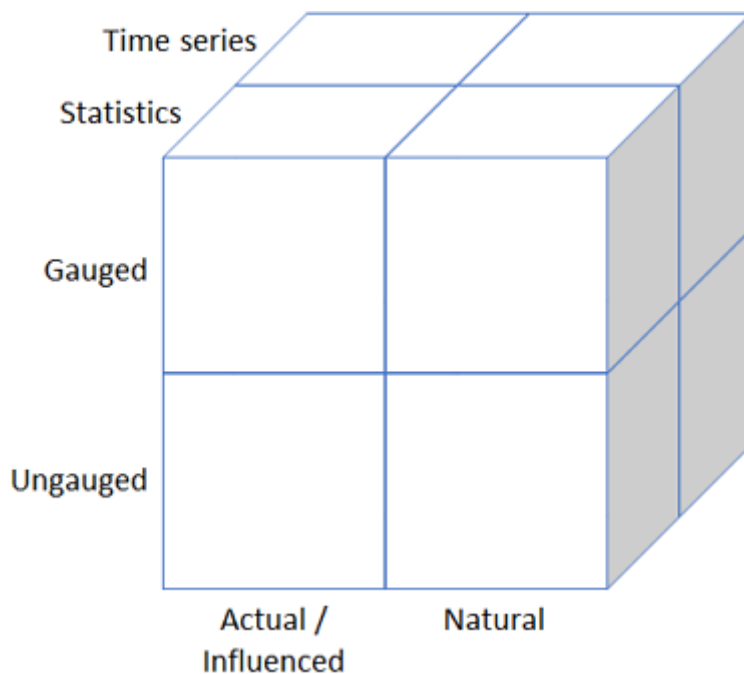 Time series
Statistics
Gauged
Ungauged
Actual /
Influenced
Natural